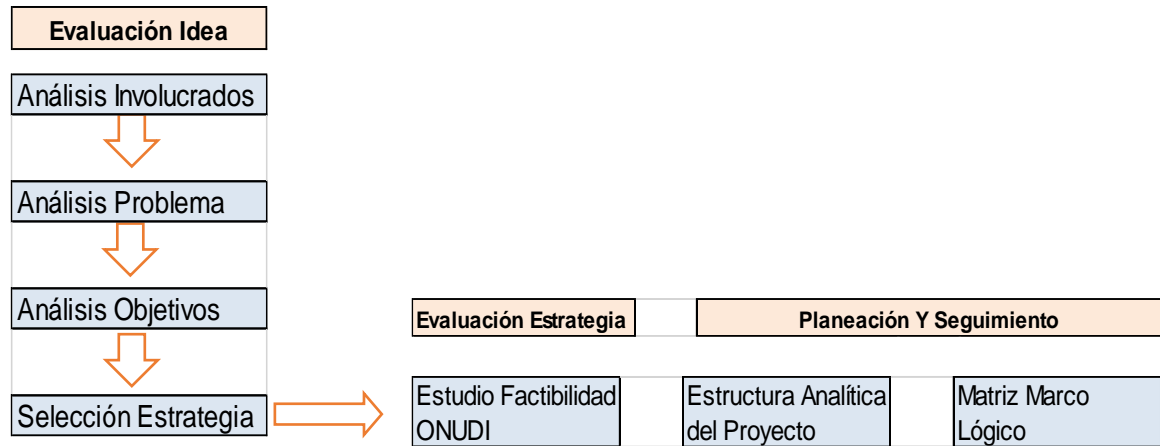 Evaluación Idea
Análisis Involucrados
Análisis Problema
Análisis Objetivos
Selección Estrategia
Evaluación Estrategia
Planeación Y Seguimiento
Estudio Factibilidad
ONUDI
Estructura Analítica
del Proyecto
Matriz Marco
Lógico